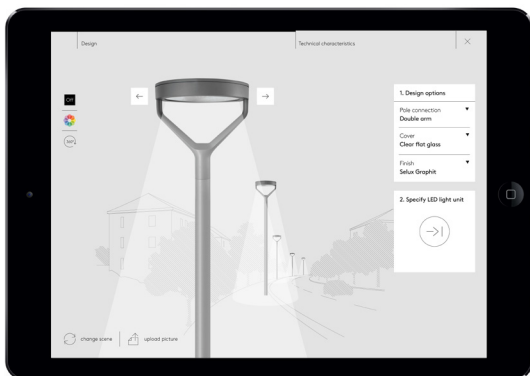 Design
Technical characteristics
Off
1. Design options
Pole connection
Double arm
Cover
Clear flat glass
Finish
Selux Graphit
2. Specify LED light unit
change scene
upload picture